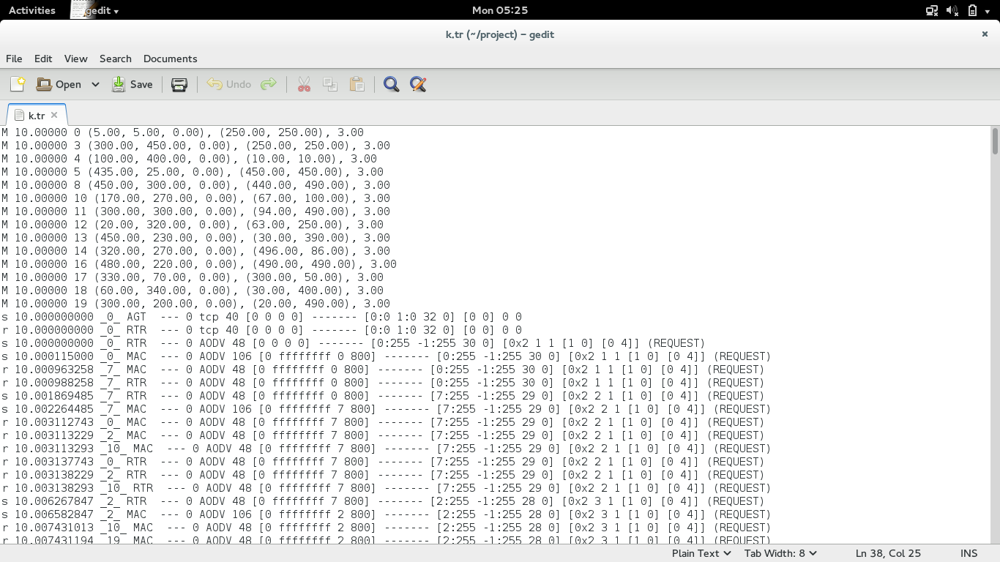 Activities gedit Mon 05:25
k.tr (~/project) – gedit
File Edit View Search Documents
Open Save Undo
k.tr
M 10.00000 0 (5.00, 5.00, 0.00), (250.00, 250.00), 3.00
M 10.00000 3 (300.00, 450.00, 0.00), (250.00, 250.00), 3.00
M 10.00000 4 (100.00, 400.00, 0.00), (10.00, 10.00), 3.00
M 10.00000 5 (435.00, 25.00, 0.00), (450.00, 450.00), 3.00
M 10.00000 8 (450.00, 300.00, 0.00), (440.00, 490.00), 3.00
M 10.00000 10 (170.00, 270.00, 0.00), (67.00, 100.00), 3.00
M 10.00000 11 (300.00, 300.00, 0.00), (94.00, 490.00), 3.00
M 10.00000 12 (20.00, 320.00, 0.00), (63.00, 250.00), 3.00
M 10.00000 13 (450.00, 230.00, 0.00), (30.00, 390.00), 3.00
M 10.00000 14 (320.00, 270.00, 0.00), (496.00, 86.00), 3.00
M 10.00000 16 (480.00, 220.00, 0.00), (490.00, 490.00), 3.00
M 10.00000 17 (330.00, 70.00, 0.00), (300.00, 50.00), 3.00
M 10.00000 18 (60.00, 340.00, 0.00), (30.00, 400.00), 3.00
M 10.00000 19 (300.00, 200.00, 0.00), (20.00, 490.00), 3.00
s 10.000000000 _0_ AGT  --- 0 tcp 40 [0 0 0 0] ------- [0:0 1:0 32 0] [0 0] 0 0
r 10.000000000 _0_ RTR  --- 0 tcp 40 [0 0 0 0] ------- [0:0 1:0 32 0] [0 0] 0 0
s 10.000000000 _0_ RTR  --- 0 AODV 48 [0 0 0 0] ------- [0:255 -1:255 30 0] [0x2 1 1 [1 0] [0 4]] (REQUEST)
s 10.000115000 _0_ MAC  --- 0 AODV 106 [0 ffffffff 0 800] ------- [0:255 -1:255 30 0] [0x2 1 1 [1 0] [0 4]] (REQUEST)
r 10.000963258 _7_ MAC  --- 0 AODV 48 [0 ffffffff 0 800] ------- [0:255 -1:255 30 0] [0x2 1 1 [1 0] [0 4]] (REQUEST)
r 10.000988258 _7_ RTR  --- 0 AODV 48 [0 ffffffff 0 800] ------- [0:255 -1:255 30 0] [0x2 1 1 [1 0] [0 4]] (REQUEST)
s 10.001869485 _7_ RTR  --- 0 AODV 48 [0 ffffffff 0 800] ------- [7:255 -1:255 29 0] [0x2 2 1 [1 0] [0 4]] (REQUEST)
s 10.002264485 _7_ MAC  --- 0 AODV 106 [0 ffffffff 7 800] ------- [7:255 -1:255 29 0] [0x2 2 1 [1 0] [0 4]] (REQUEST)
r 10.003112743 _0_ MAC  --- 0 AODV 48 [0 ffffffff 7 800] ------- [7:255 -1:255 29 0] [0x2 2 1 [1 0] [0 4]] (REQUEST)
r 10.003113229 _2_ MAC  --- 0 AODV 48 [0 ffffffff 7 800] ------- [7:255 -1:255 29 0] [0x2 2 1 [1 0] [0 4]] (REQUEST)
r 10.003113293 _10_ MAC  --- 0 AODV 48 [0 ffffffff 7 800] ------- [7:255 -1:255 29 0] [0x2 2 1 [1 0] [0 4]] (REQUEST)
r 10.003137743 _0_ RTR  --- 0 AODV 48 [0 ffffffff 7 800] ------- [7:255 -1:255 29 0] [0x2 2 1 [1 0] [0 4]] (REQUEST)
r 10.003138229 _2_ RTR  --- 0 AODV 48 [0 ffffffff 7 800] ------- [7:255 -1:255 29 0] [0x2 2 1 [1 0] [0 4]] (REQUEST)
r 10.003138293 _10_ RTR  --- 0 AODV 48 [0 ffffffff 7 800] ------- [7:255 -1:255 29 0] [0x2 2 1 [1 0] [0 4]] (REQUEST)
s 10.006267847 _2_ RTR  --- 0 AODV 48 [0 ffffffff 7 800] ------- [2:255 -1:255 28 0] [0x2 3 1 [1 0] [0 4]] (REQUEST)
s 10.006582847 _2_ MAC  --- 0 AODV 106 [0 ffffffff 2 800] ------- [2:255 -1:255 28 0] [0x2 3 1 [1 0] [0 4]] (REQUEST)
r 10.007431013 _10_ MAC  --- 0 AODV 48 [0 ffffffff 2 800] ------- [2:255 -1:255 28 0] [0x2 3 1 [1 0] [0 4]] (REQUEST)
r 10.007431194 _19_ MAC  --- 0 AODV 48 [0 ffffffff 2 800] ------- [2:255 -1:255 28 0] [0x2 3 1 [1 0] [0 4]] (REQUEST)
Plain Text Tab Width: 8 Ln 38, Col 25 INS